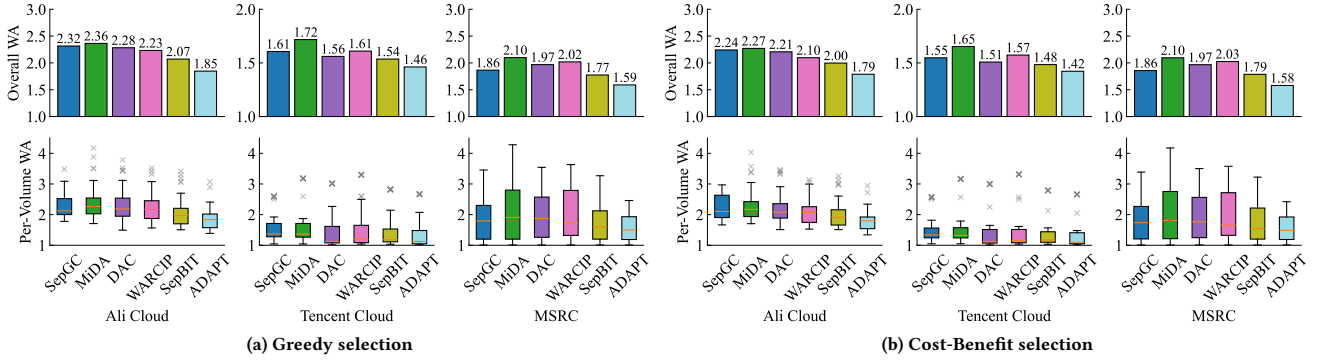 Overall WA
3.0
2.5
2.0
1.5
1.0
2.32
2.36
2.28
2.23
2.07
1.85
2.0
1.5
1.0
1.61
1.72
1.56
1.61
1.54
1.46
3.0
2.5
2.0
1.5
1.0
1.86
2.10
1.97
2.02
1.77
1.59
Per-Volume WA
4
3
2
1
SepGC
MiDA
DAC
WARCIP
SepBIT
ADAPT
Ali Cloud
4
3
2
1
SepGC
MiDA
DAC
WARCIP
SepBIT
ADAPT
Tencent Cloud
4
3
2
1
SepGC
MiDA
DAC
WARCIP
SepBIT
ADAPT
MSRC
(a) Greedy selection
Overall WA
3.0
2.5
2.0
1.5
1.0
2.24
2.27
2.21
2.10
2.00
1.79
2.0
1.5
1.0
1.55
1.65
1.51
1.57
1.48
1.42
3.0
2.5
2.0
1.5
1.0
1.86
2.10
1.97
2.03
1.79
1.58
Per-Volume WA
4
3
2
1
SepGC
MiDA
DAC
WARCIP
SepBIT
ADAPT
Ali Cloud
4
3
2
1
SepGC
MiDA
DAC
WARCIP
SepBIT
ADAPT
Tencent Cloud
4
3
2
1
SepGC
MiDA
DAC
WARCIP
SepBIT
ADAPT
MSRC
(b) Cost-Benefit selection